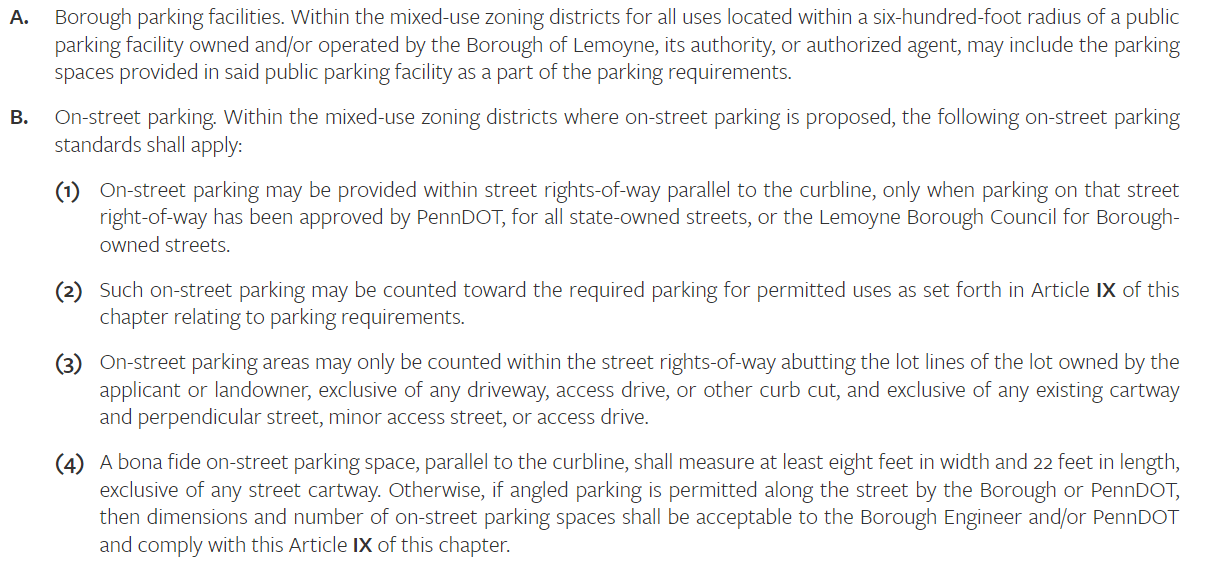 A. Borough parking facilities. Within the mixed-use zoning districts for all uses located within a six-hundred-foot radius of a public
parking facility owned and/or operated by the Borough of Lemoyne, its authority, or authorized agent, may include the parking
spaces provided in said public parking facility as a part of the parking requirements.
B. On-street parking. Within the mixed-use zoning districts where on-street parking is proposed, the following on-street parking
standards shall apply:
(1) On-street parking may be provided within street rights-of-way parallel to the curbline, only when parking on that street
right-of-way has been approved by PennDOT, for all state-owned streets, or the Lemoyne Borough Council for Borough-
owned streets.
(2) Such on-street parking may be counted toward the required parking for permitted uses as set forth in Article IX of this
chapter relating to parking requirements.
(3) On-street parking areas may only be counted within the street rights-of-way abutting the lot lines of the lot owned by the
applicant or landowner, exclusive of any driveway, access drive, or other curb cut, and exclusive of any existing cartway
and perpendicular street, minor access street, or access drive.
(4) A bona fide on-street parking space, parallel to the curbline, shall measure at least eight feet in width and 22 feet in length,
exclusive of any street cartway. Otherwise, if angled parking is permitted along the street by the Borough or PennDOT,
then dimensions and number of on-street parking spaces shall be acceptable to the Borough Engineer and/or PennDOT
and comply with this Article IX of this chapter.